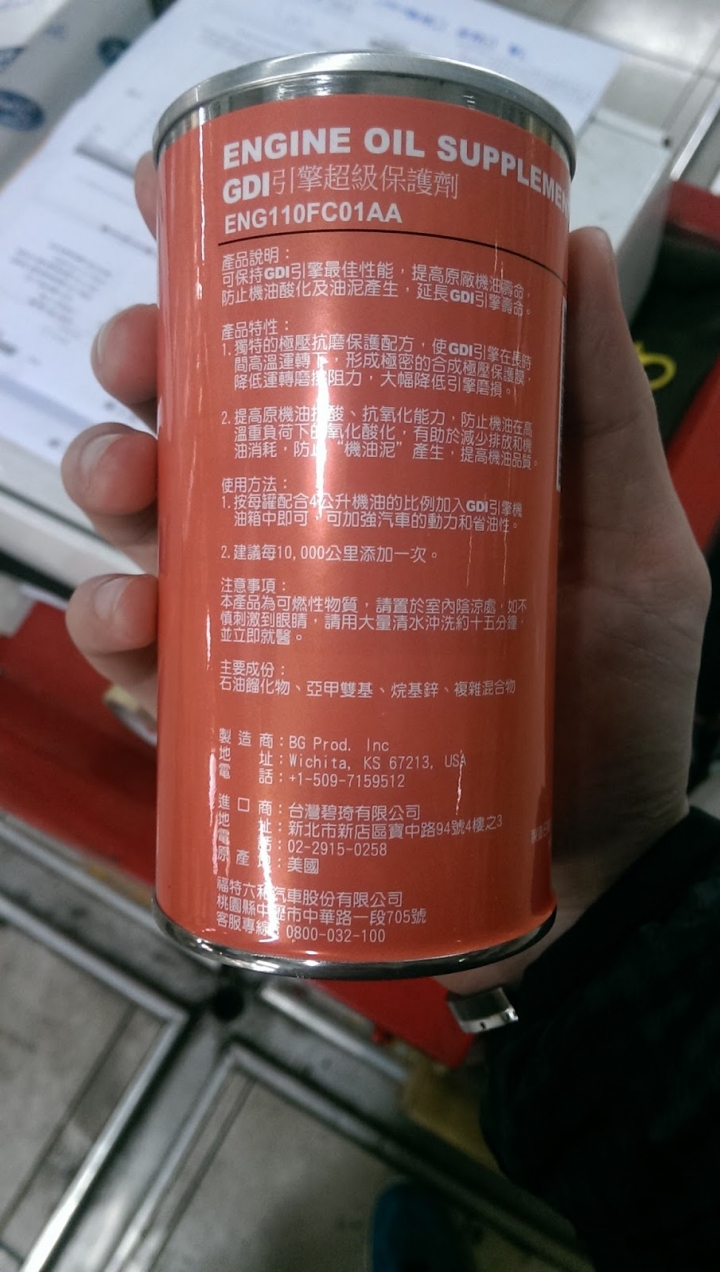 ENGINE OIL SUPPLEMEN
GDI引擎超級保護劑
ENG110FC01AA
產品說明：
可保持GDI引擎最佳性能，提高原廠機油壽命，
防止機油酸化及油泥產生，延長GDI引擎壽命。
產品特性：
1.獨特的極壓抗磨保護配方，使GDI引擎在長時
間高溫運轉下，形成極密的合成極壓保護膜，
降低運轉磨擦阻力，大幅降低引擎磨損。
2.提高原機油抗酸、抗氧化能力，防止機油在高
溫重負荷下的氧化酸化，有助於減少排放和機
油消耗，防止“機油泥”產生，提高機油品質。
使用方法：
1.按每罐配合4公升機油的比例加入GDI引擎機
油箱中即可，可加強汽車的動力和省油性。
2.建議每10,000公里添加一次。
注意事項：
本產品為可燃性物質，請置於室內陰涼處，如不
慎刺激到眼睛，請用大量清水沖洗約十五分鐘，
並立即就醫。
主要成份：
石油餾化物、亞甲雙基、烷基鋅、複雜混合物
製造商：BG Prod. Inc
地址：Wichita, KS 67213, USA
電話：+1-509-7159512
進口商：台灣碧琦有限公司
地址：新北市新店區寶中路94號4樓之3
電話：02-2915-0258
原產地：美國
福特六和汽車股份有限公司
桃園縣中壢市中華路一段705號
客服專線：0800-032-100